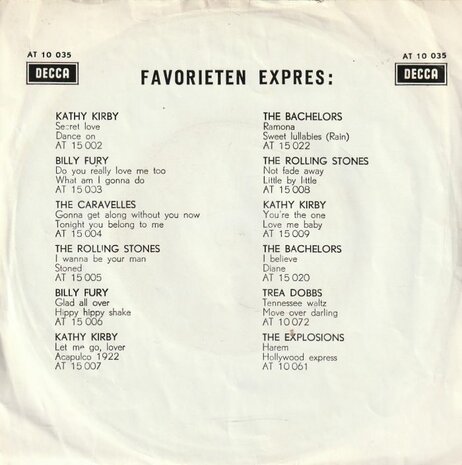 AT 10 035
AT 10 035
DECCA
DECCA
FAVORIETEN EXPRES:
KATHY KIRBY
Secret love
Dance on
AT 15 002
BILLY FURY
Do you really love me too
What am I gonna do
AT 15 003
THE CARAVELLES
Gonna get along without you now
Tonight you belong to me
AT 15 004
THE ROLLING STONES
I wanna be your man
Stoned
AT 15 005
BILLY FURY
Glad all over
Hippy hippy shake
AT 15 006
KATHY KIRBY
Let me go, lover
Acapulco 1922
AT 15 007
THE BACHELORS
Ramona
Sweet lullabies (Rain)
AT 15 022
THE ROLLING STONES
Not fade away
Little by little
AT 15 008
KATHY KIRBY
You're the one
Love me baby
AT 15 009
THE BACHELORS
I believe
Diane
AT 15 020
TREA DOBBS
Tennessee waltz
Move over darling
AT 10 072
THE EXPLOSIONS
Harem
Hollywood express
AT 10 061